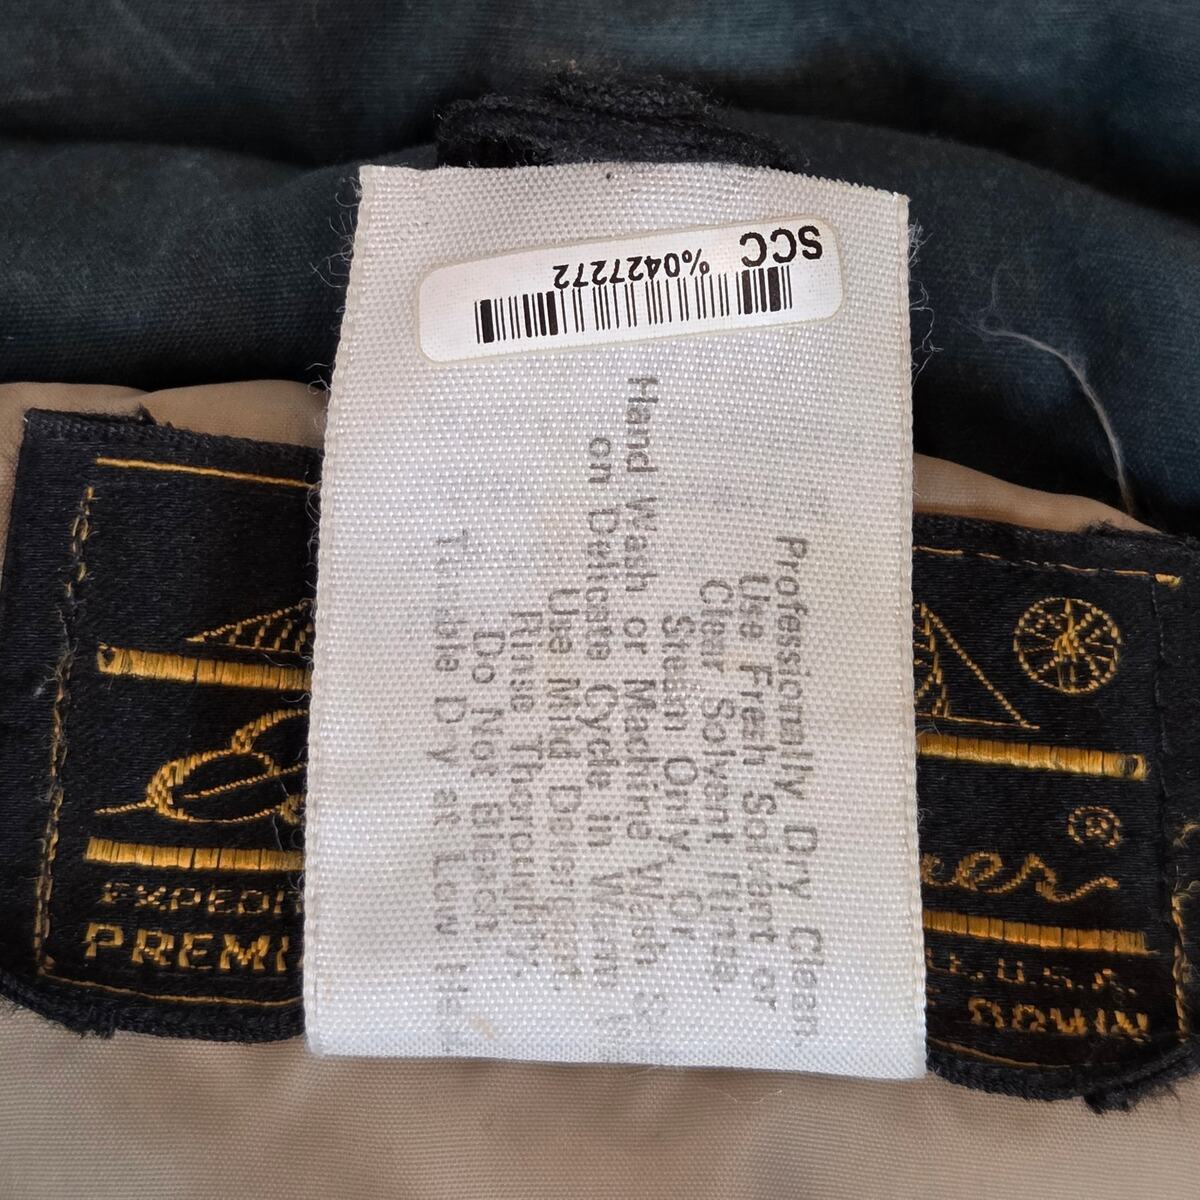 SCC
%0427272
Professionally Dry Clean
Use Fresh Solvent or
Clear Solvent Rinse.
Steam Only. Or
Hand Wash or Machine Wash
on Delicate Cycle in Warm
Use Mild Detergent.
Rinse Thoroughly.
Do Not Bleach
Tumble Dry at Low
®
EXPEDI
PREMI
U.S.A.
DOWN